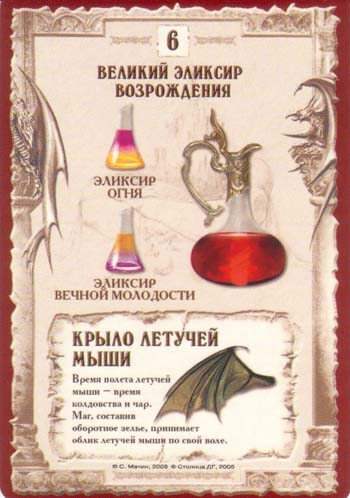 6
ВЕЛИКИЙ ЭЛИКСИР
ВОЗРОЖДЕНИЯ
ЭЛИКСИР
ОГНЯ
ЭЛИКСИР
ВЕЧНОЙ МОЛОДОСТИ
КРЫЛО ЛЕТУЧЕЙ
МЫШИ
Время полета летучей
мыши — время
колдовства и чар.
Маг, составив
оборотное зелье, принимает
облик летучей мыши по свой воле.
© С. Мачин, 2005 © Столица ДГ, 2005